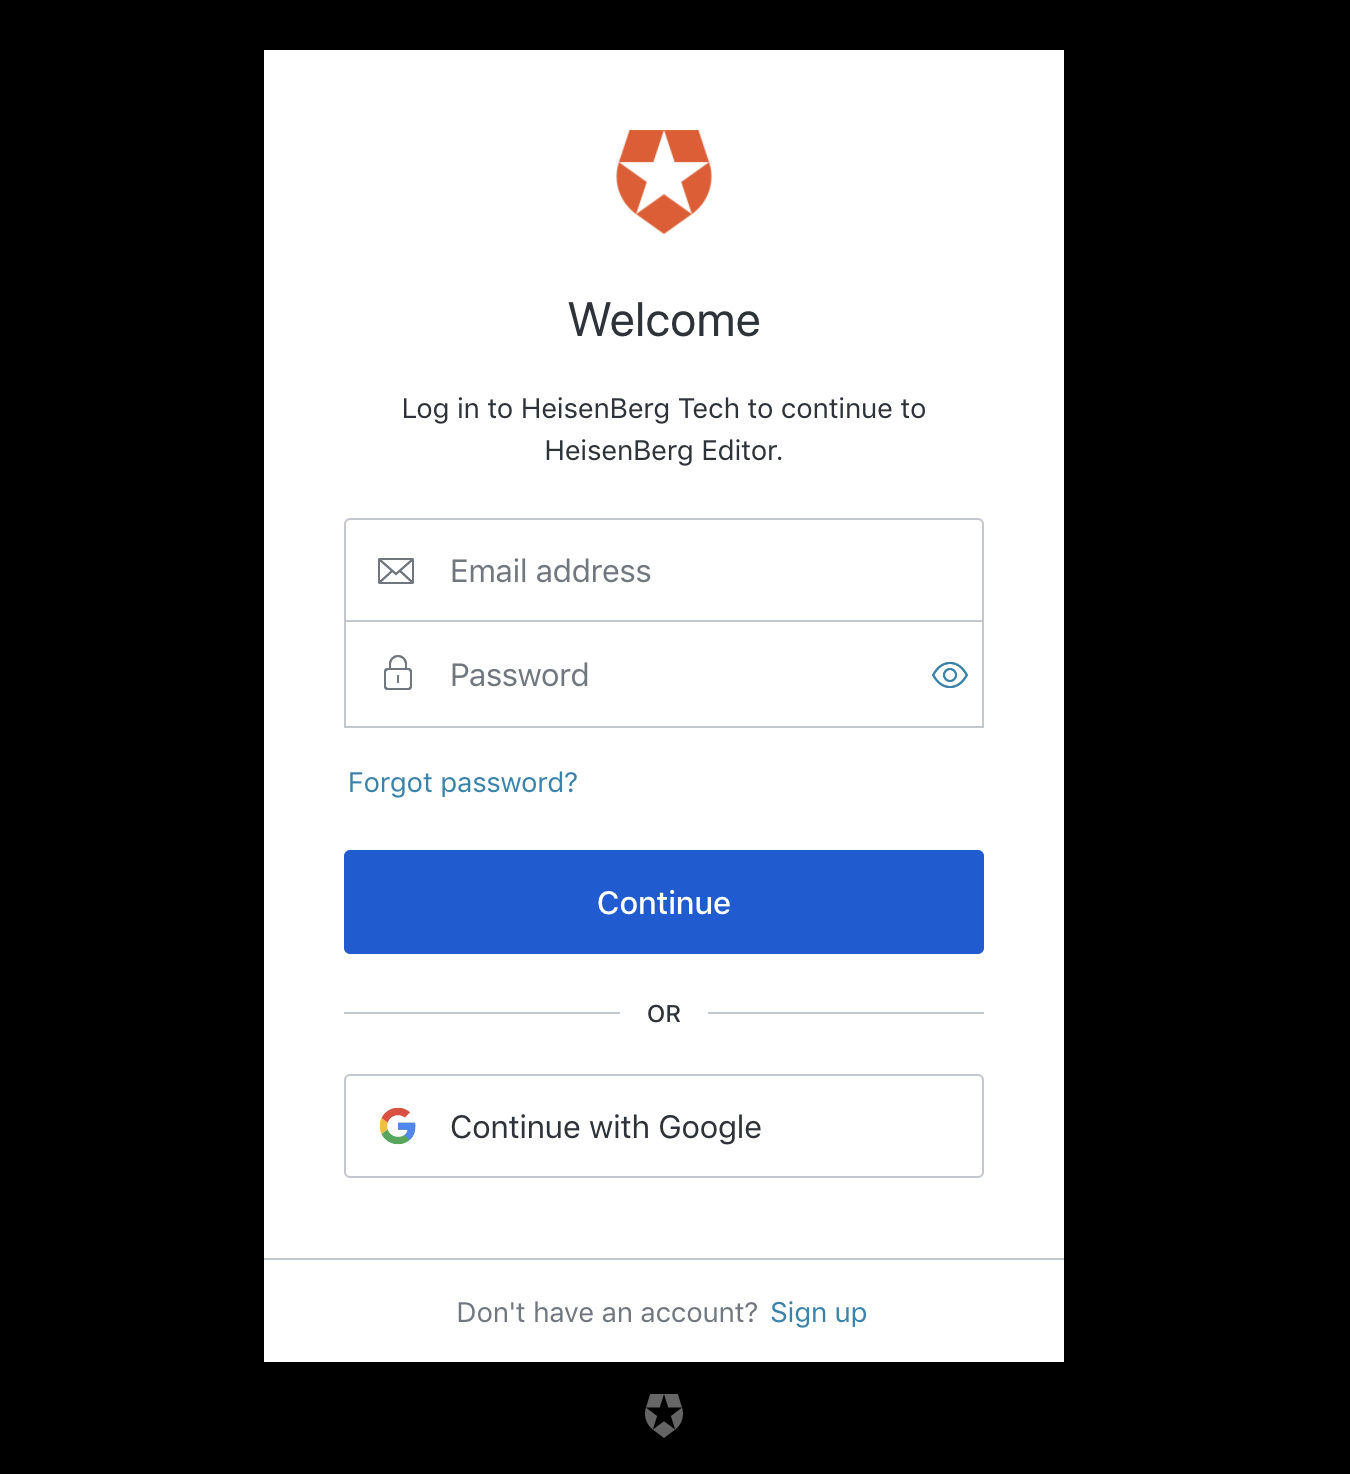 Welcome
Log in to HeisenBerg Tech to continue to
HeisenBerg Editor.
Email address
Password
Forgot password?
Continue
OR
Continue with Google
Don't have an account? Sign up